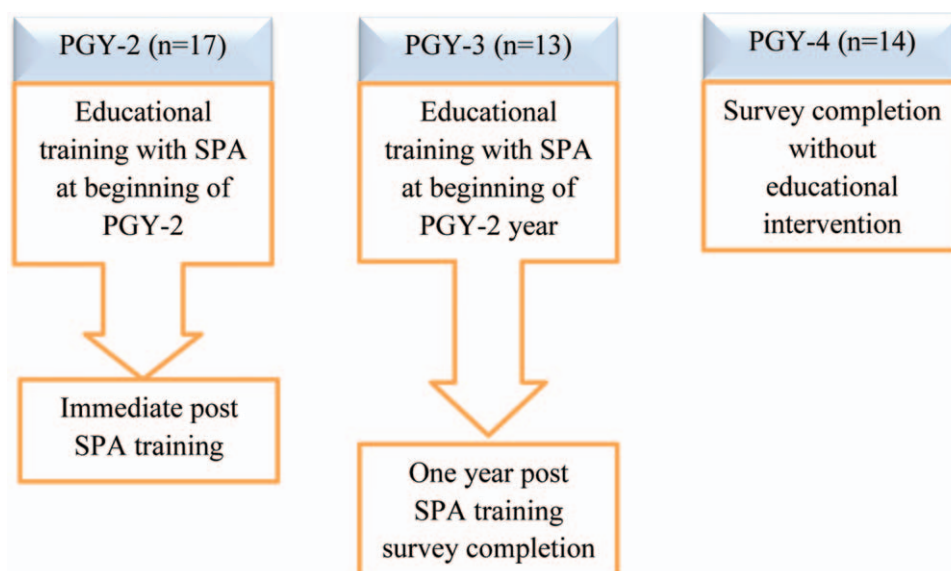 PGY-2 (n=17)
Educational
training with SPA
at beginning of
PGY-2
Immediate post
SPA training
PGY-3 (n=13)
Educational
training with SPA
at beginning of
PGY-2 year
One year post
SPA training
survey completion
PGY-4 (n=14)
Survey completion
without
educational
intervention